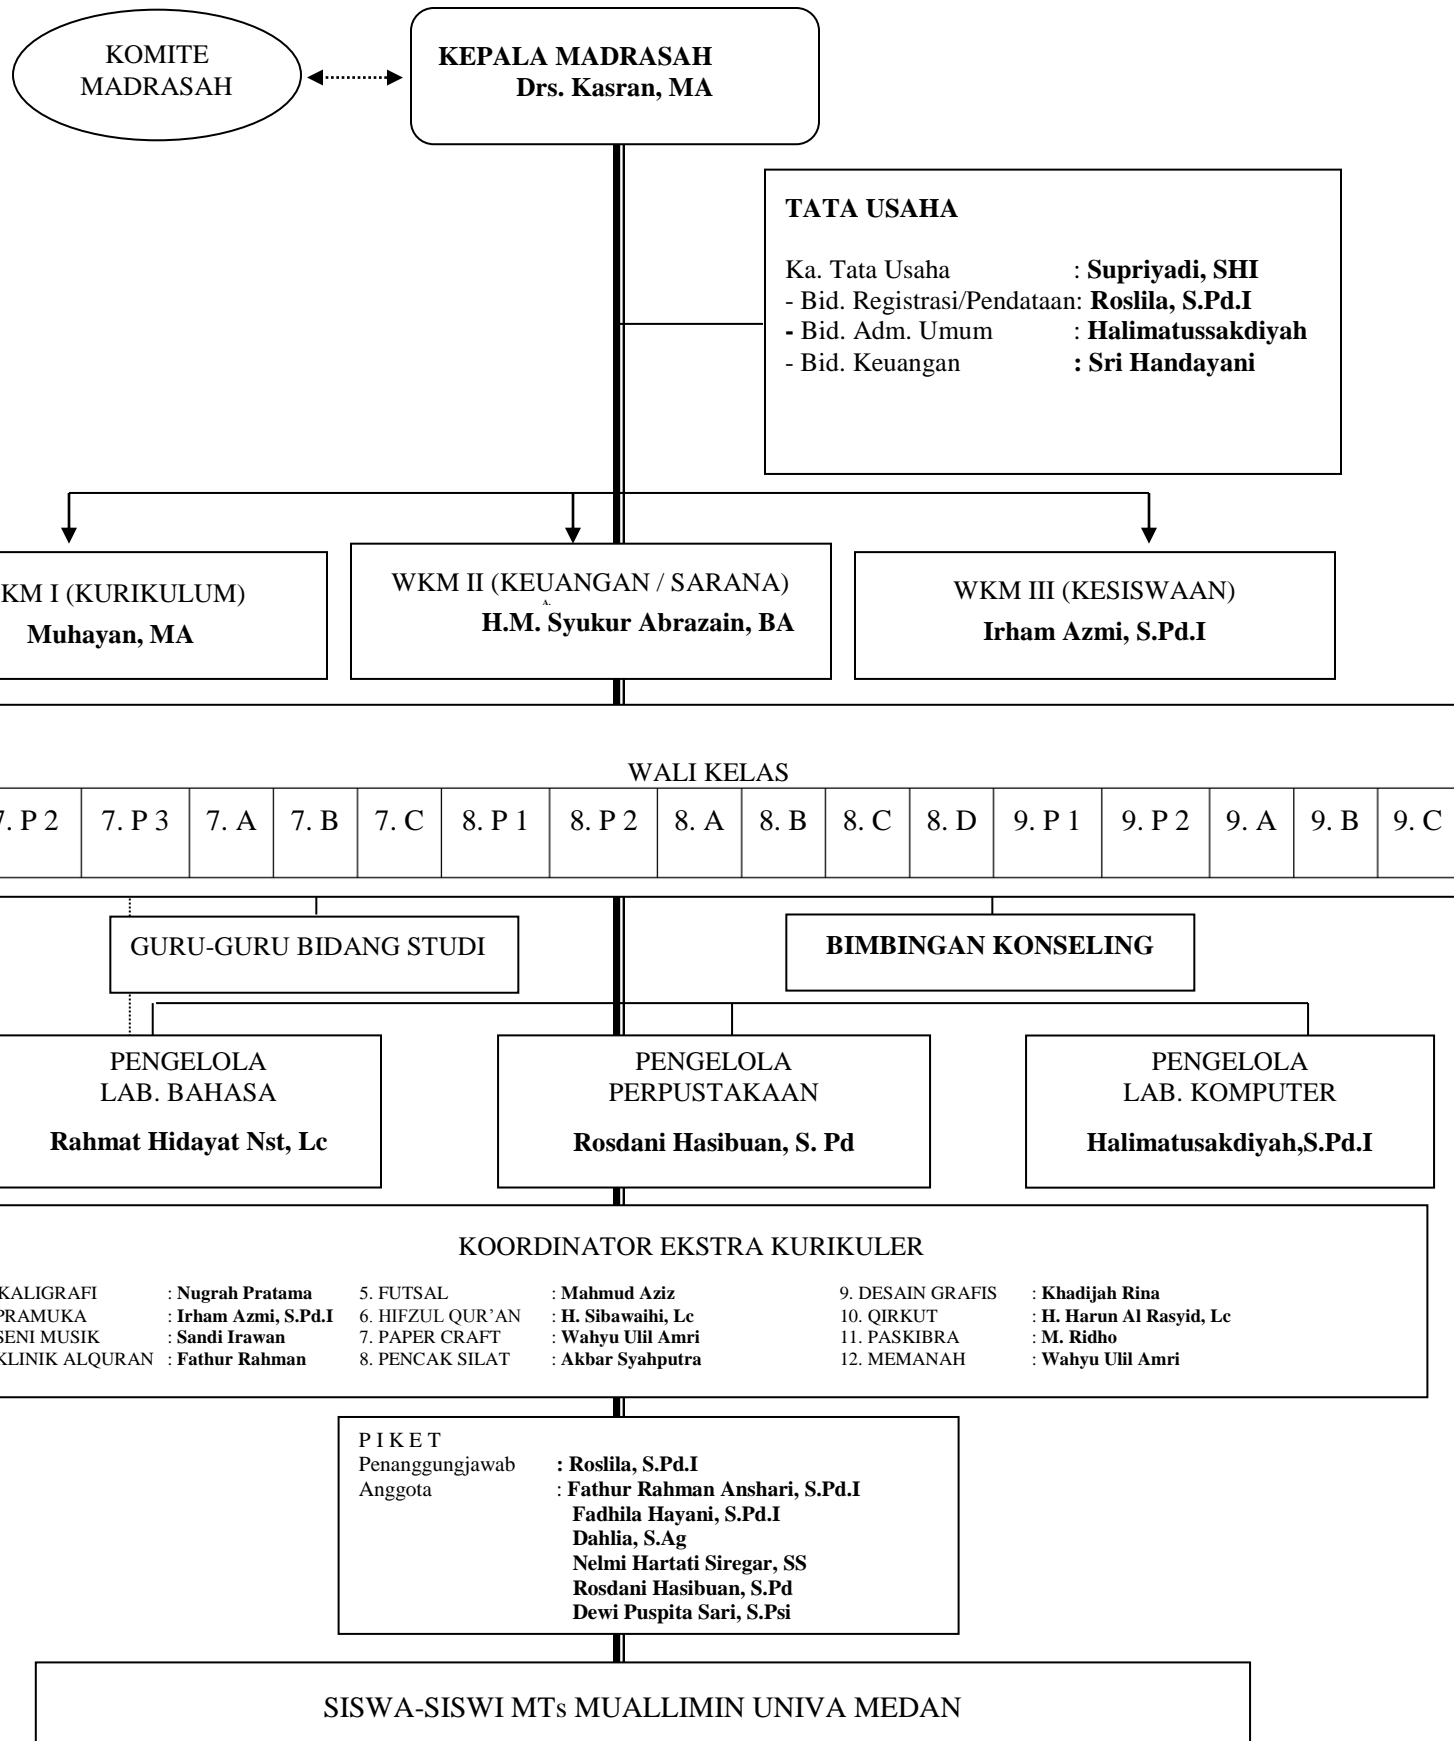 KOMITE
MADRASAH
KEPALA MADRASAH
Drs. Kasran, MA
TATA USAHA
Ka. Tata Usaha : Supriyadi, SHI
- Bid. Registrasi/Pendataan: Roslila, S.Pd.I
- Bid. Adm. Umum : Halimatussakdiyah
- Bid. Keuangan : Sri Handayani
KM I (KURIKULUM)
Muhayan, MA
WKM II (KEUANGAN / SARANA)
A.
H.M. Syukur Abrazain, BA
WKM III (KESISWAAN)
Irham Azmi, S.Pd.I
WALI KELAS
7. P 2 7. P 3 7. A 7. B 7. C 8. P 1 8. P 2 8. A 8. B 8. C 8. D 9. P 1 9. P 2 9. A 9. B 9. C
GURU-GURU BIDANG STUDI
BIMBINGAN KONSELING
PENGELOLA
LAB. BAHASA
Rahmat Hidayat Nst, Lc
PENGELOLA
PERPUSTAKAAN
Rosdani Hasibuan, S. Pd
PENGELOLA
LAB. KOMPUTER
Halimatusakdiyah,S.Pd.I
KOORDINATOR EKSTRA KURIKULER
KALIGRAFI : Nugrah Pratama 5. FUTSAL : Mahmud Aziz 9. DESAIN GRAFIS : Khadijah Rina
PRAMUKA : Irham Azmi, S.Pd.I 6. HIFZUL QUR’AN : H. Sibawaihi, Lc 10. QIRKUT : H. Harun Al Rasyid, Lc
SENI MUSIK : Sandi Irawan 7. PAPER CRAFT : Wahyu Ulil Amri 11. PASKIBRA : M. Ridho
KLINIK ALQURAN : Fathur Rahman 8. PENCAK SILAT : Akbar Syahputra 12. MEMANAH : Wahyu Ulil Amri
P I K E T
Penanggungjawab : Roslila, S.Pd.I
Anggota : Fathur Rahman Anshari, S.Pd.I
Fadhila Hayani, S.Pd.I
Dahlia, S.Ag
Nelmi Hartati Siregar, SS
Rosdani Hasibuan, S.Pd
Dewi Puspita Sari, S.Psi
SISWA-SISWI MTs MUALLIMIN UNIVA MEDAN